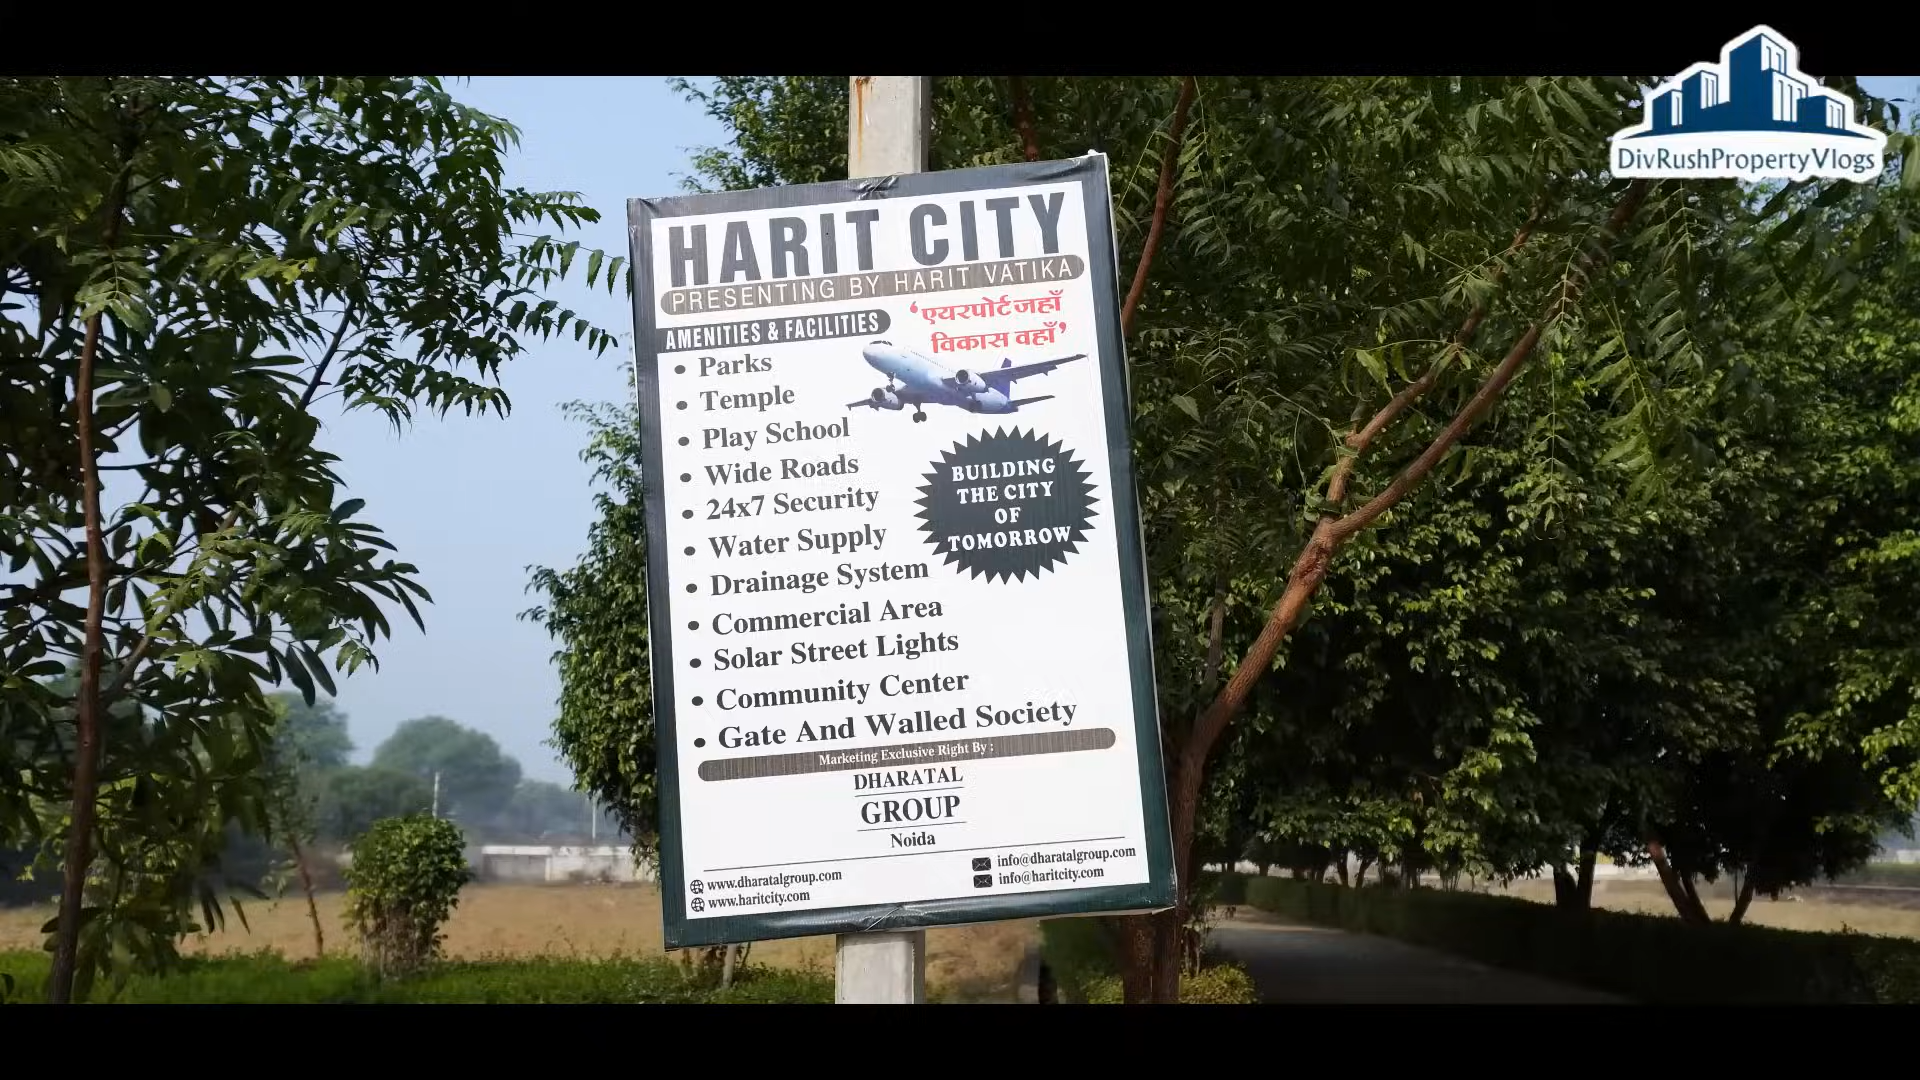 DivRushPropertyVlogs
HARIT CITY
PRESENTING BY HARIT VATIKA
AMENITIES & FACILITIES
‘एयरपोर्ट जहाँ
विकास वहाँ’
• Parks
• Temple
• Play School
• Wide Roads
• 24x7 Security
• Water Supply
• Drainage System
• Commercial Area
• Solar Street Lights
• Community Center
• Gate And Walled Society
BUILDING
THE CITY
OF
TOMORROW
Marketing Exclusive Right By :
DHARATAL
GROUP
Noida
www.dharatalgroup.com
www.haritcity.com
info@dharatalgroup.com
info@haritcity.com